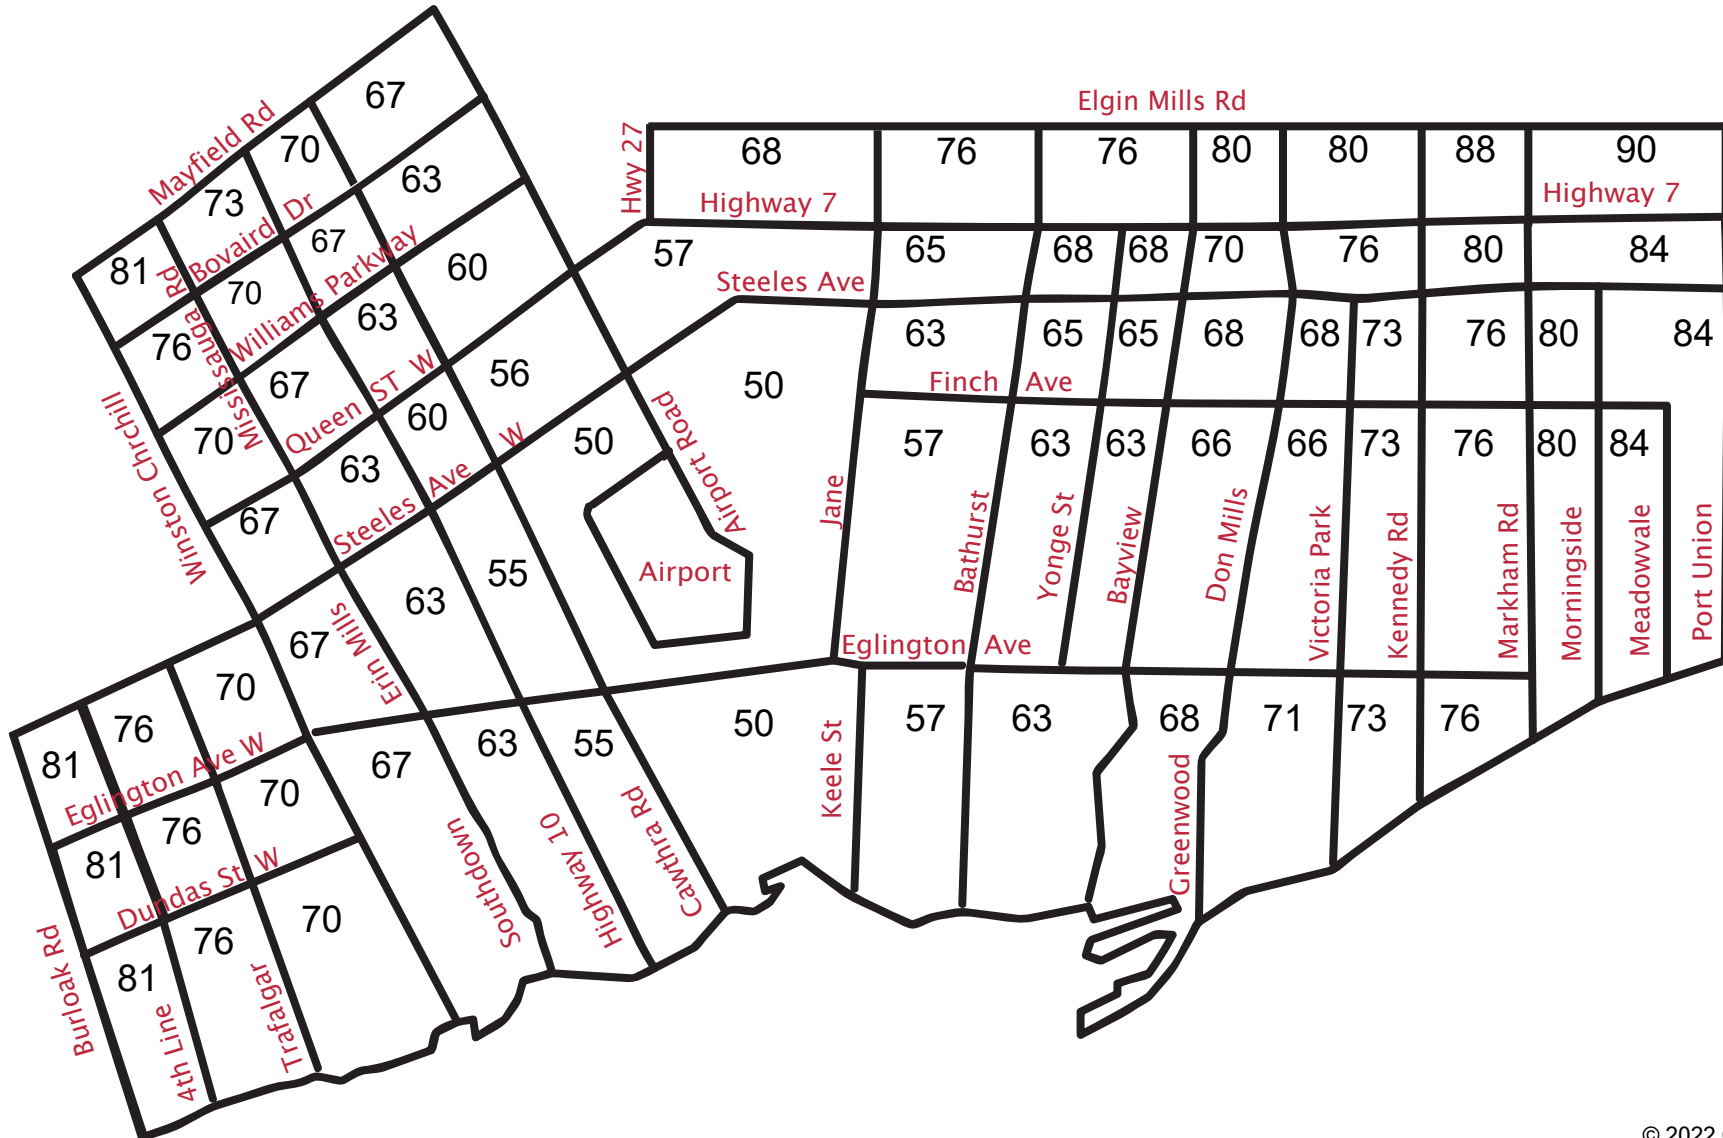 Elgin Mills Rd
67
Mayfield Rd
70
68
76
76
80
80
88
90
Hwy 27
73
63
Highway 7
Highway 7
Bovaird Dr
67
57
65
68
68
70
76
80
84
81
Mississauga Rd
70
Williams Parkway
60
Steeles Ave
76
63
63
65
65
68
68
73
76
80
84
67
Queen ST W
56
50
Finch Ave
70
60
50
57
63
63
66
66
73
76
80
84
Winston Chrchill
63
Steeles Ave W
Airport Road
Jane
67
Bathurst
Yonge St
Bayview
Don Mills
Victoria Park
Kennedy Rd
Markham Rd
Morningside
Meadowvale
Port Union
55
Airport
63
67
Erin Mills
Eglington Ave
70
76
81
Eglington Ave W
67
63
55
50
Keele St
57
63
68
71
73
76
70
76
81
Dundas St W
Southdown
Highway 10
Cawthra Rd
Greenwood
70
76
81
Burloak Rd
4th Line
Trafalgar
© 2022